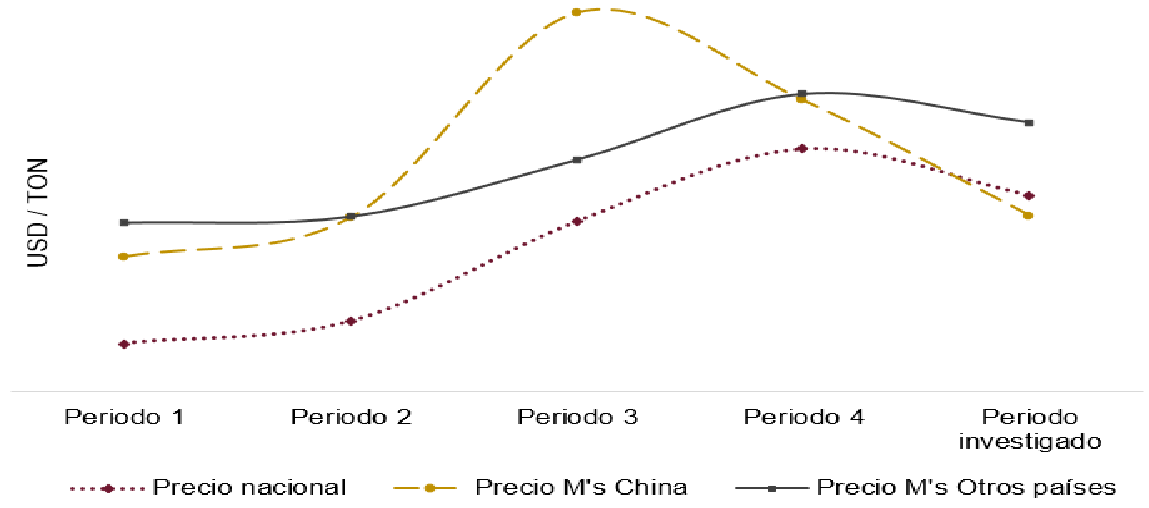 USD / TON
Periodo 1
Periodo 2
Periodo 3
Periodo 4
Periodo
investigado
Precio nacional
Precio M's China
Precio M's Otros países